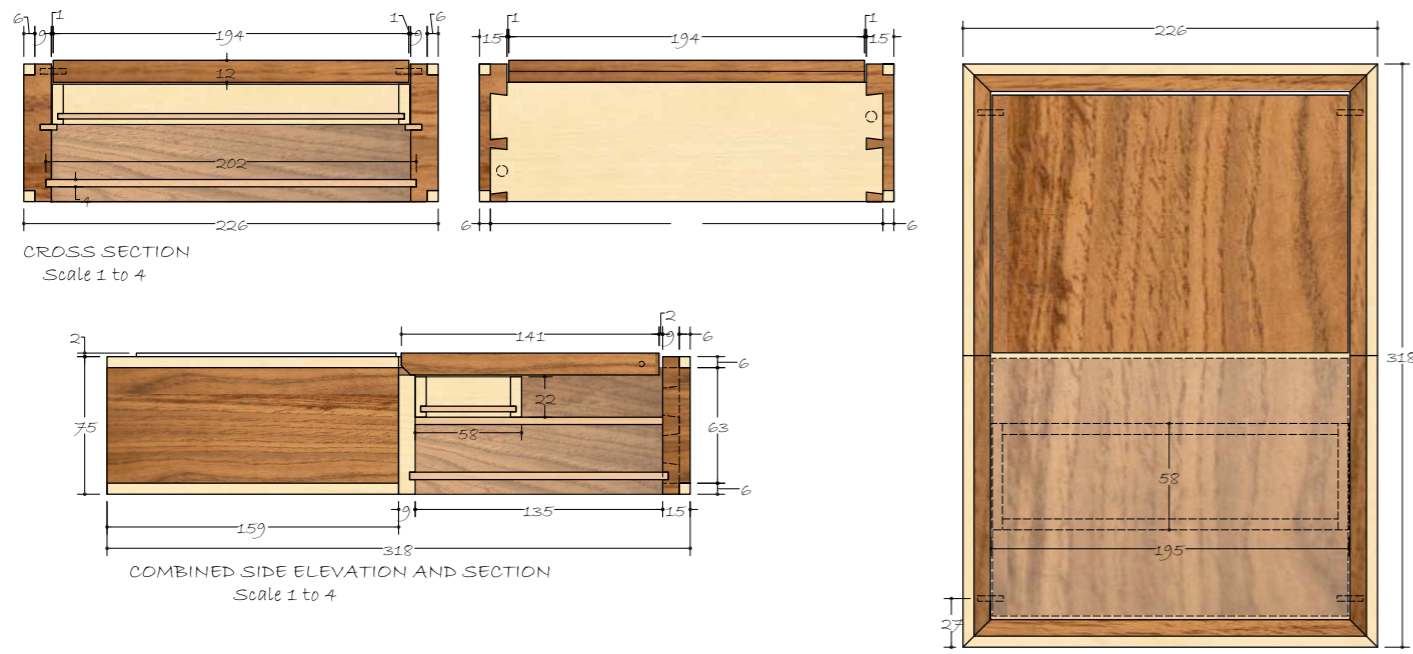 6 9 1 194 1 9 6
12
202
4
226
CROSS SECTION
Scale 1 to 4
15 1 194 1 15
6 6
2 141 2 9 6
6
22
75 58 63
6
159 9 135 15
318
COMBINED SIDE ELEVATION AND SECTION
Scale 1 to 4
226
318
58
195
27